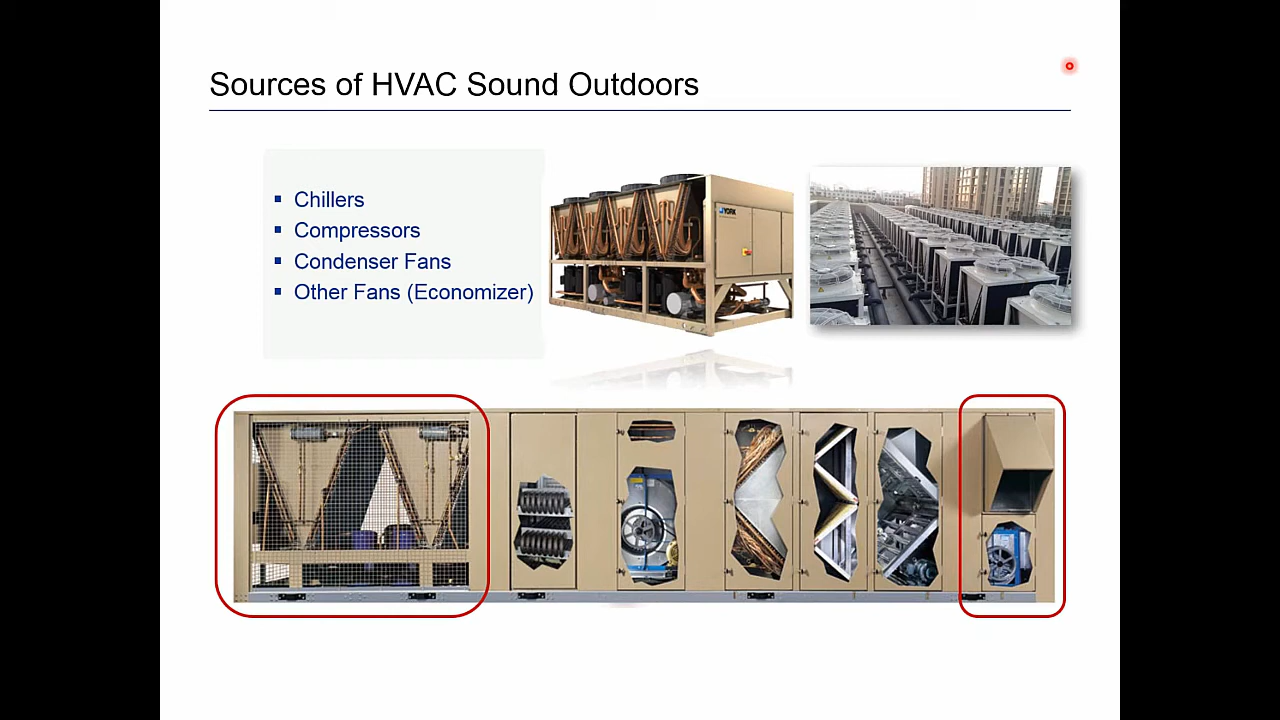 Sources of HVAC Sound Outdoors
Chillers
Compressors
Condenser Fans
Other Fans (Economizer)
YORK